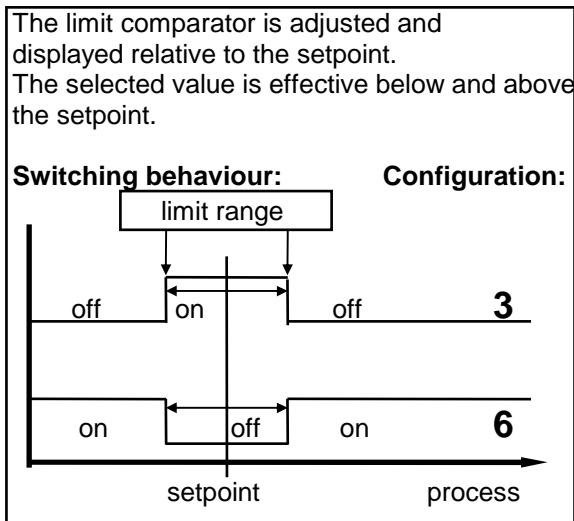 The limit comparator is adjusted and
displayed relative to the setpoint.
The selected value is effective below and above
the setpoint.
Switching behaviour: Configuration:
limit range
off on off 3
on off on 6
setpoint process